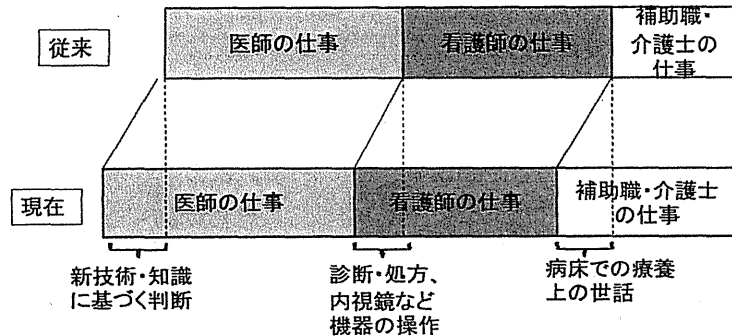 従来
医師の仕事
看護師の仕事
補助職・
介護士の
仕事
現在
医師の仕事
看護師の仕事
補助職・介護士
の仕事
新技術・知識
に基づく判断
診断・処方、
内視鏡など
機器の操作
病床での療養
上の世話